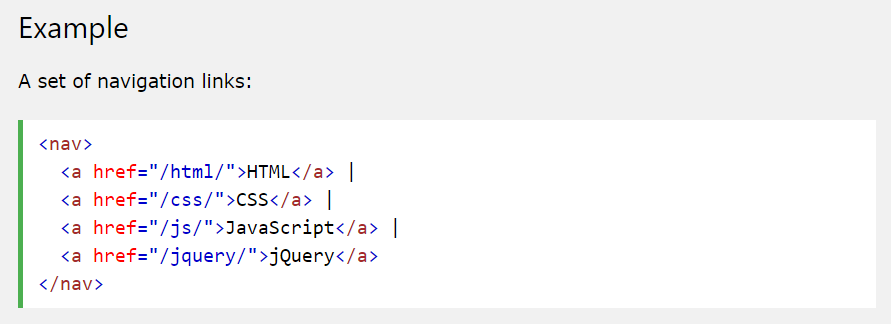 Example
A set of navigation links:
<nav>
  <a href="/html/">HTML</a> |
  <a href="/css/">CSS</a> |
  <a href="/js/">JavaScript</a> |
  <a href="/jquery/">jQuery</a>
</nav>